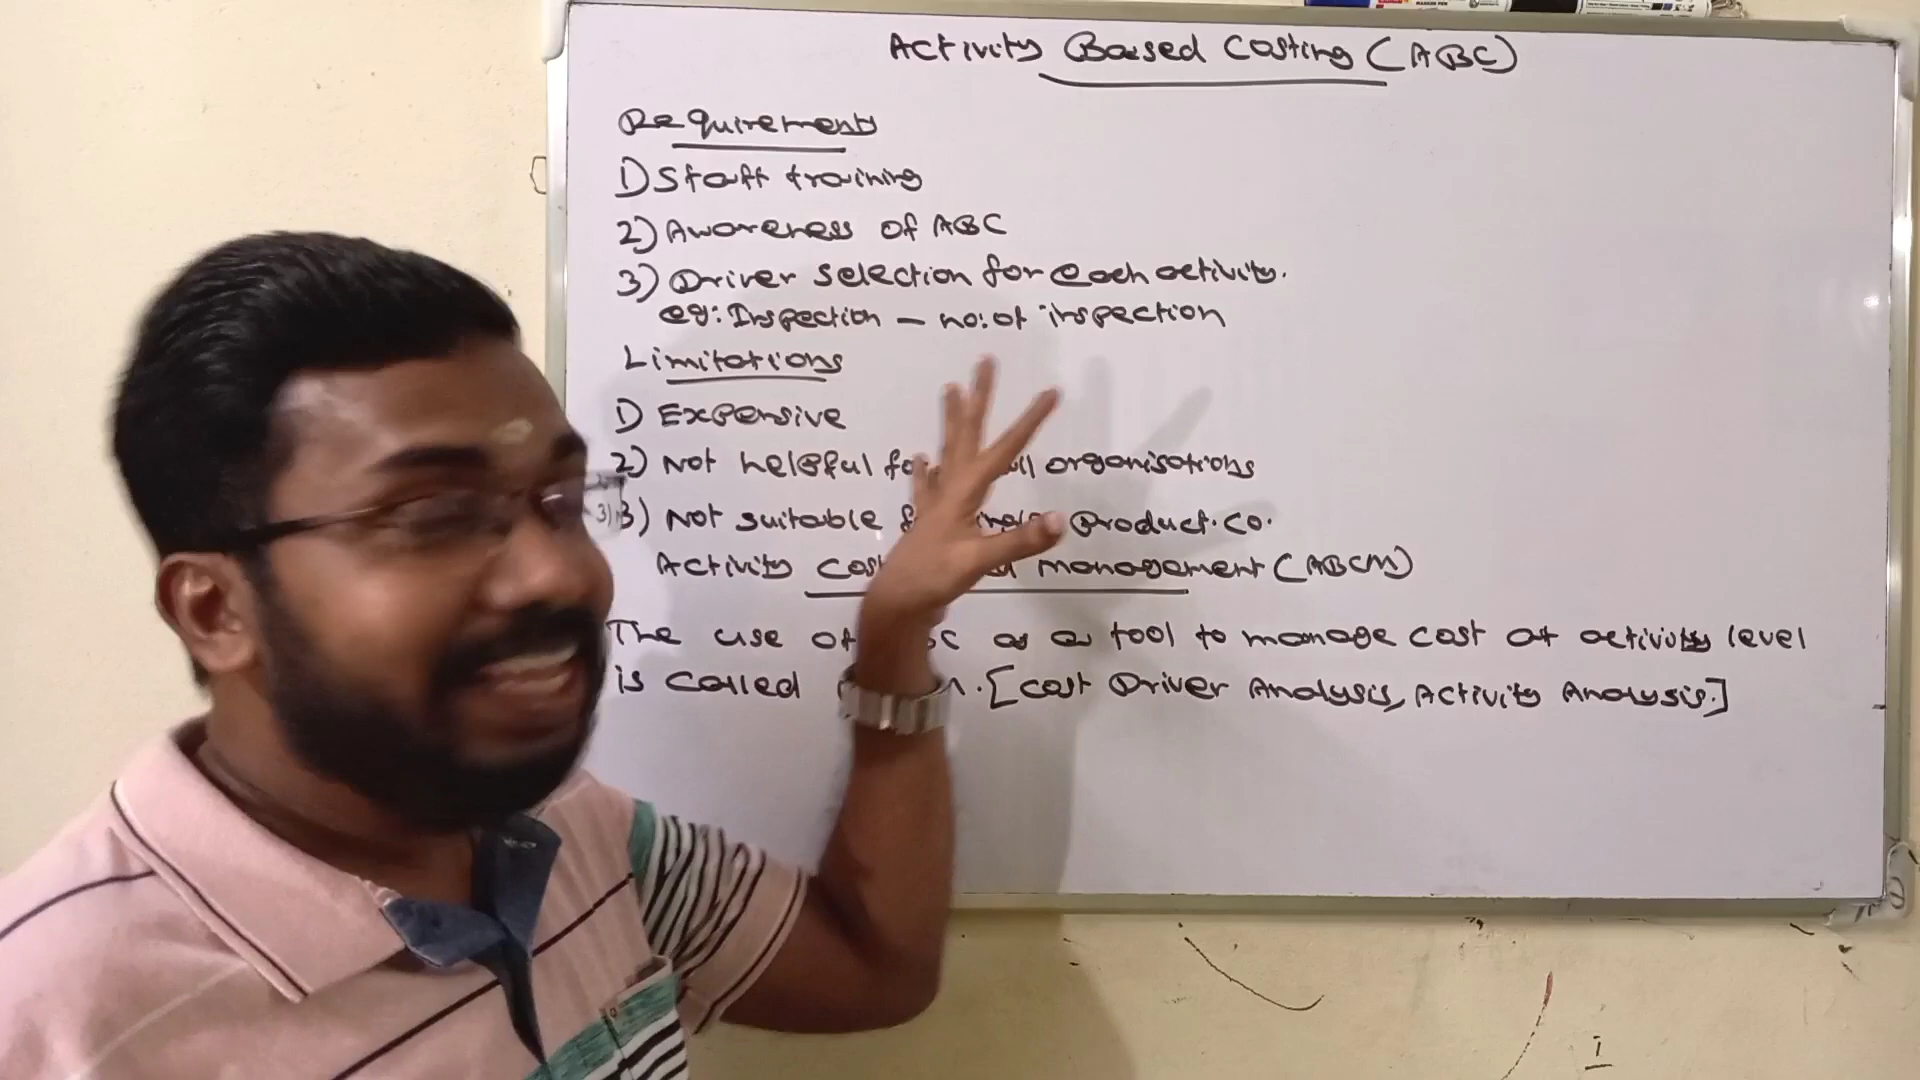 Activity Based Costing (ABC)
Requirements
1) Staff training
2) Awareness of ABC
3) Driver selection for each activity.
eg: Inspection – no: of inspection
Limitations
1) Expensive
2) Not helpful organisations
3) Not suitable product. co.
Activity management (ABCM)
The use of as a tool to manage cost at activity level
is called . [cost Driver Analysis, Activity Analysis.]